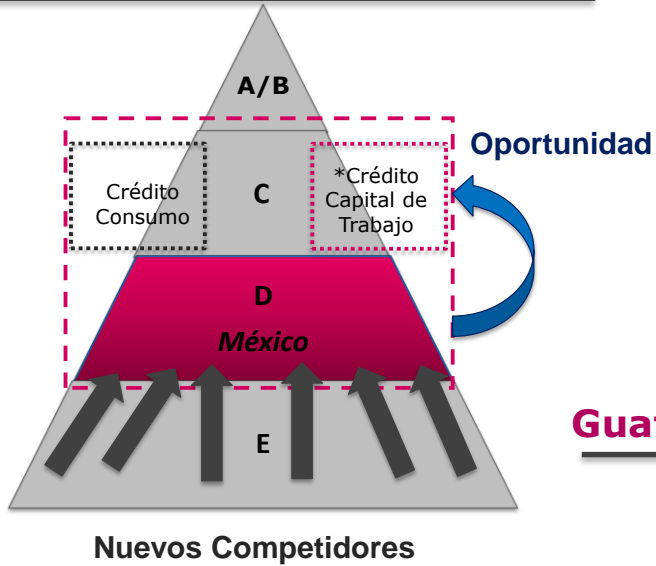 A/B
Oportunidad
Crédito
Consumo
C
*Crédito
Capital de
Trabajo
D
México
E
Nuevos Competidores